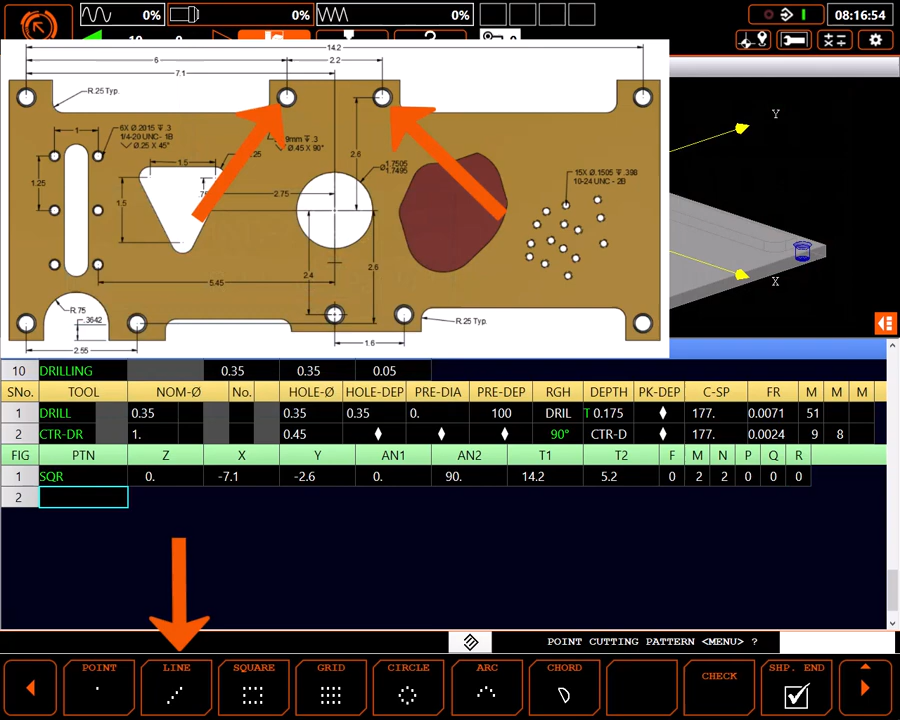 0%
0%
0%
08:16:54
14.2
6
2.2
7.1
R.25 Typ.
1
6X Ø.2015 ↧.3
1/4-20 UNC- 1B
⌵Ø.25 X 45°
9mm ↧.3
⌵Ø.45 X 90°
1.5
.25
2.6
Ø1.7505
1.7495
15X Ø.1505 ↧.398
10-24 UNC - 2B
1.25
1.5
.75
2.75
2.4
2.6
5.45
R.75
.3642
2.55
1.6
R.25 Typ.
Y
X
10 DRILLING 0.35 0.35 0.05
SNo. TOOL NOM-Ø No. HOLE-Ø HOLE-DEP PRE-DIA PRE-DEP RGH DEPTH PK-DEP C-SP FR M M M
1 DRILL 0.35 0.35 0.35 0. 100 DRIL T 0.175 ♦ 177. 0.0071 51
2 CTR-DR 1. 0.45 ♦ ♦ ♦ 90° CTR-D ♦ 177. 0.0024 9 8
FIG PTN Z X Y AN1 AN2 T1 T2 F M N P Q R
1 SQR 0. -7.1 -2.6 0. 90. 14.2 5.2 0 2 2 0 0 0
2
POINT CUTTING PATTERN <MENU> ?
POINT LINE SQUARE GRID CIRCLE ARC CHORD CHECK SHP. END